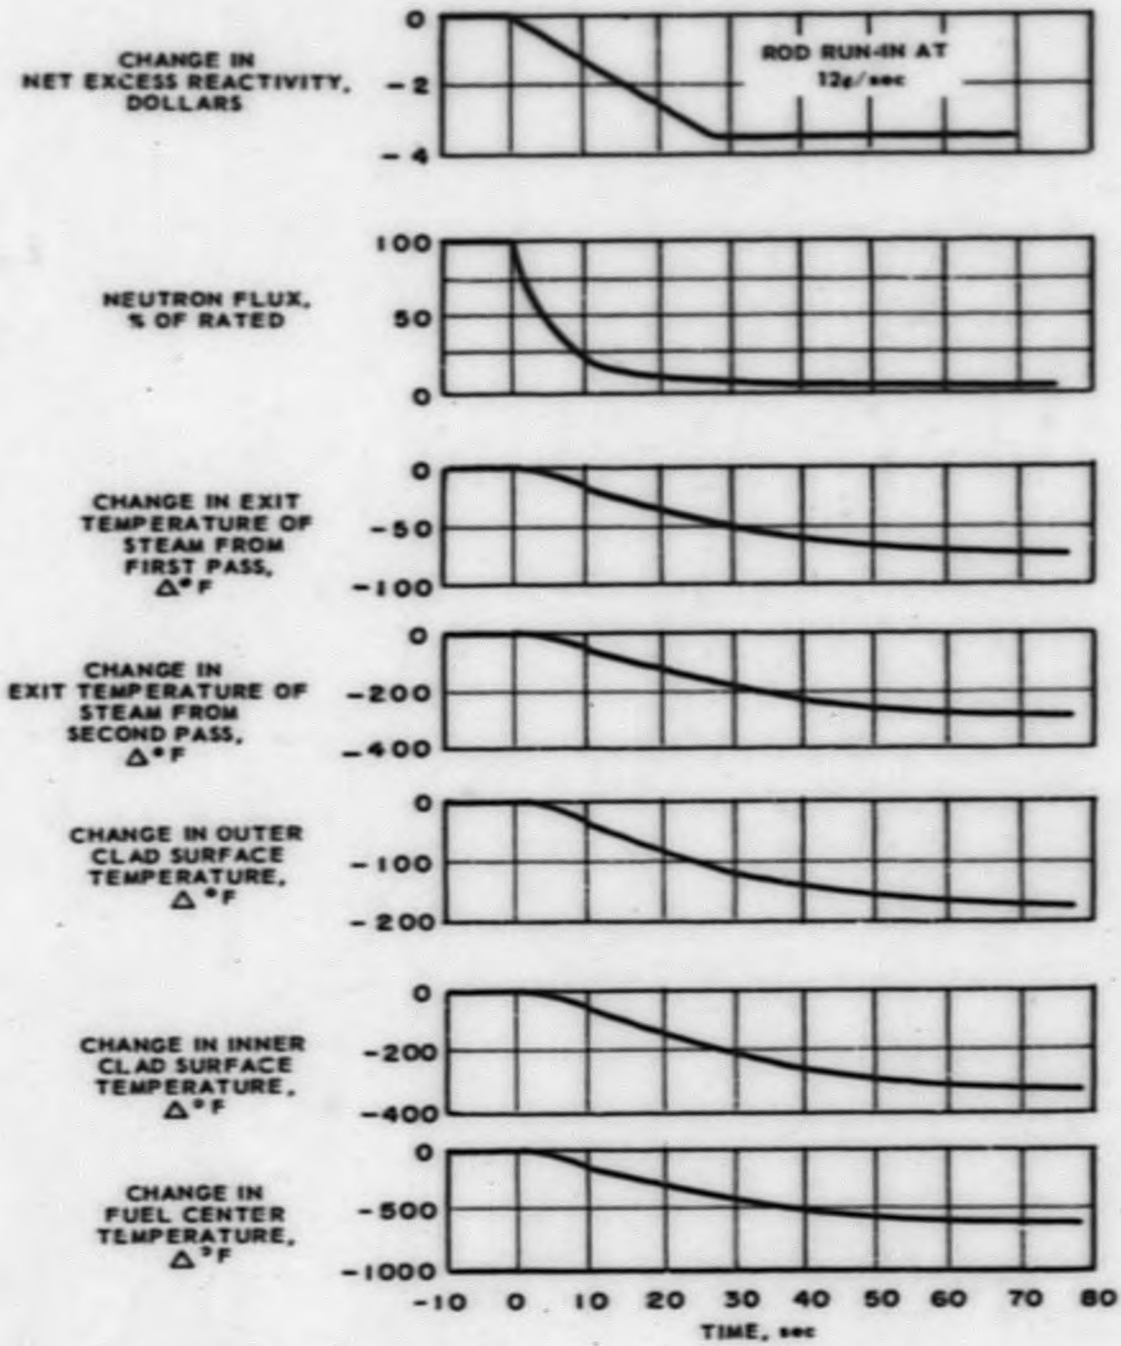 CHANGE IN
NET EXCESS REACTIVITY,
DOLLARS
0
-2
-4
ROD RUN-IN AT
12¢/sec
NEUTRON FLUX,
% OF RATED
100
50
0
CHANGE IN EXIT
TEMPERATURE OF
STEAM FROM
FIRST PASS,
Δ°F
0
-50
-100
CHANGE IN
EXIT TEMPERATURE OF
STEAM FROM
SECOND PASS,
Δ°F
0
-200
-400
CHANGE IN OUTER
CLAD SURFACE
TEMPERATURE,
Δ°F
0
-100
-200
CHANGE IN INNER
CLAD SURFACE
TEMPERATURE,
Δ°F
0
-200
-400
CHANGE IN
FUEL CENTER
TEMPERATURE,
Δ°F
0
-500
-1000
-10 0 10 20 30 40 50 60 70 80
TIME, sec